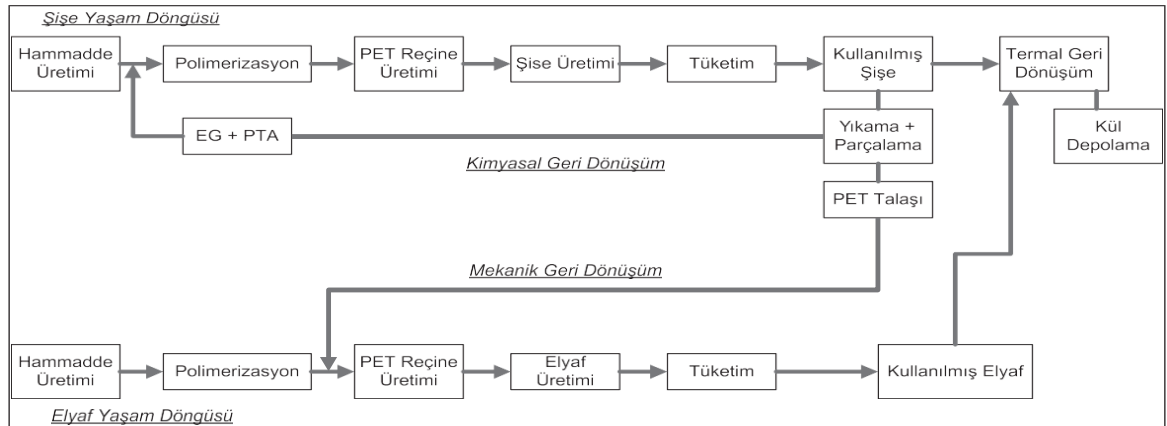 Şişe Yaşam Döngüsü
Hammadde
Üretimi
Polimerizasyon
PET Reçine
Üretimi
Şise Üretimi
Tüketim
Kullanılmış
Şişe
Termal Geri
Dönüşüm
EG + PTA
Yıkama +
Parçalama
Kül
Depolama
Kimyasal Geri Dönüşüm
PET Talaşı
Mekanik Geri Dönüşüm
Hammadde
Üretimi
Polimerizasyon
PET Reçine
Üretimi
Elyaf
Üretimi
Tüketim
Kullanılmış Elyaf
Elyaf Yaşam Döngüsü